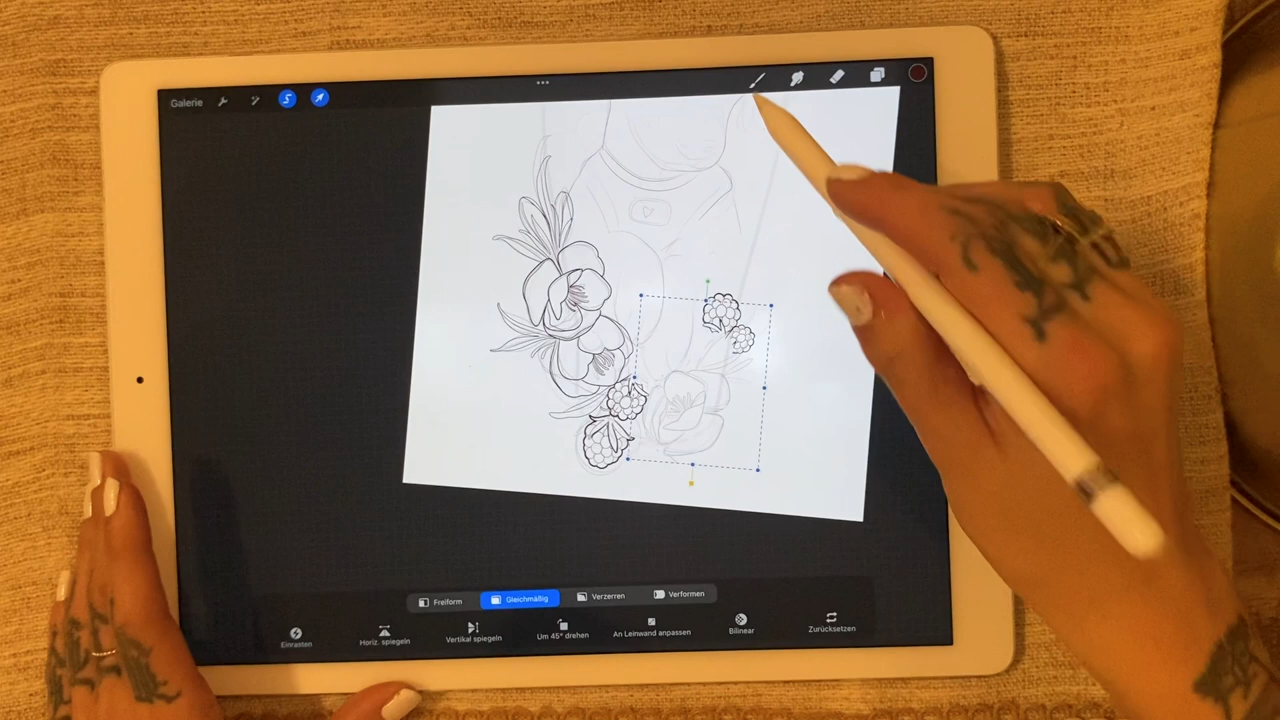 Galerie
Freiform
Gleichmäßig
Verzerren
Verformen
Einrasten
Horiz. spiegeln
Vertikal spiegeln
Um 45° drehen
An Leinwand anpassen
Bilinear
Zurücksetzen